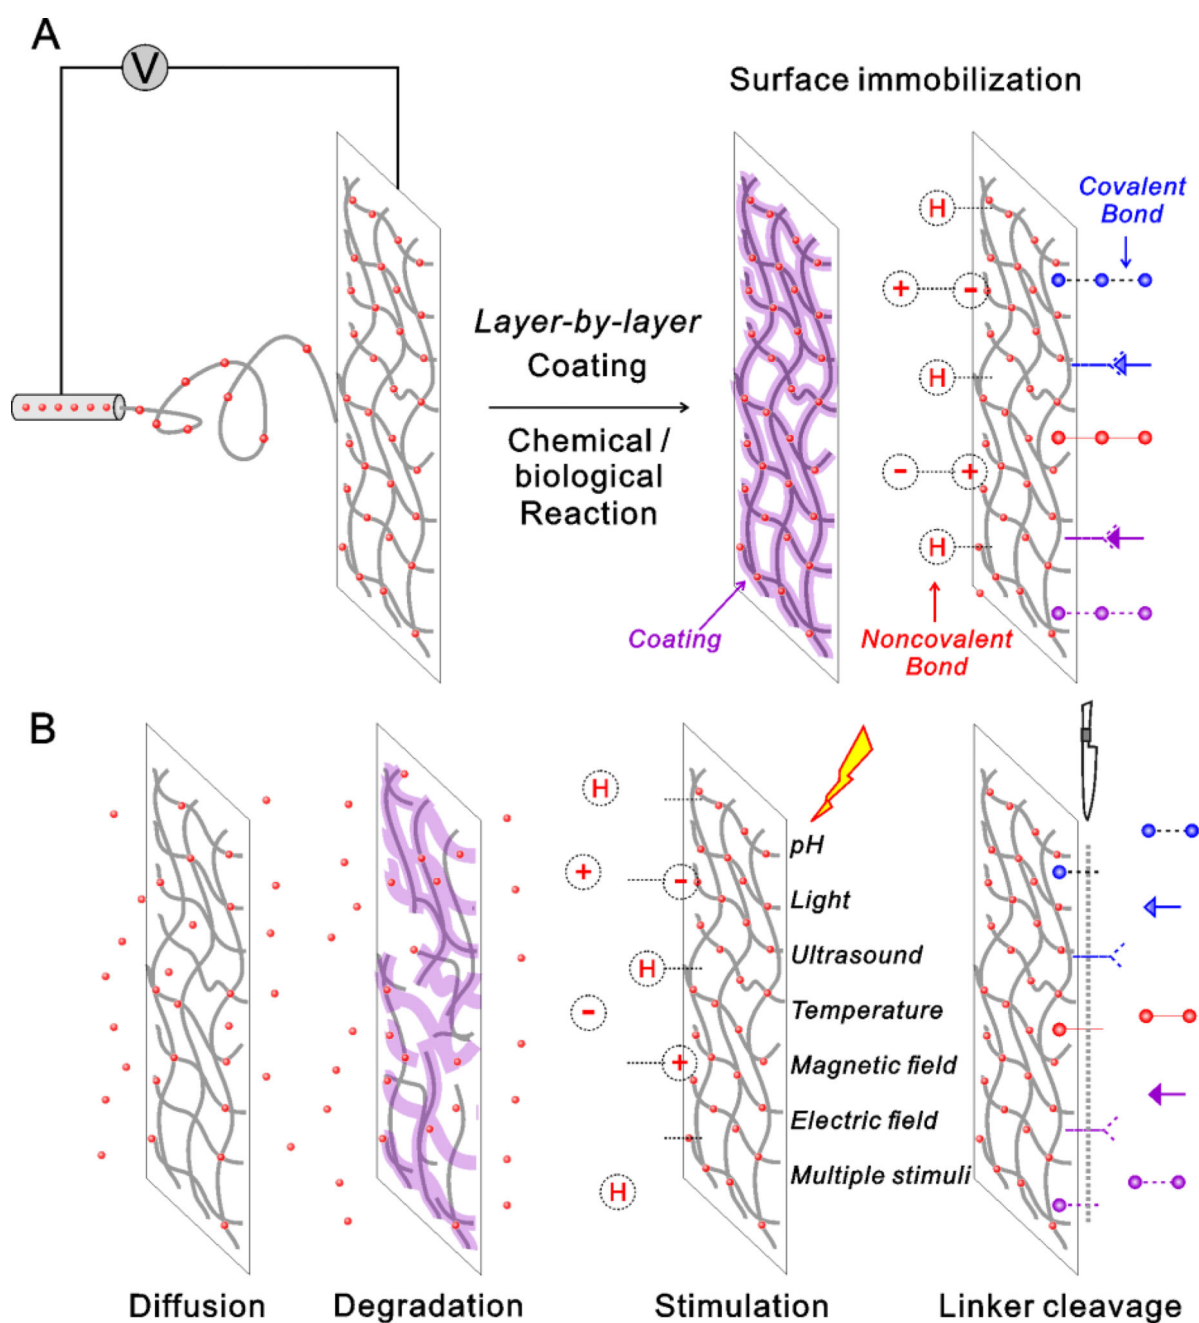 A
V
Surface immobilization
Covalent
Bond
H
+
-
Layer-by-layer
Coating
H
Chemical /
biological
Reaction
-
+
H
Coating
Noncovalent
Bond
B
H
pH
+
-
Light
Ultrasound
H
Temperature
-
Magnetic field
+
Electric field
Multiple stimuli
H
Diffusion
Degradation
Stimulation
Linker cleavage